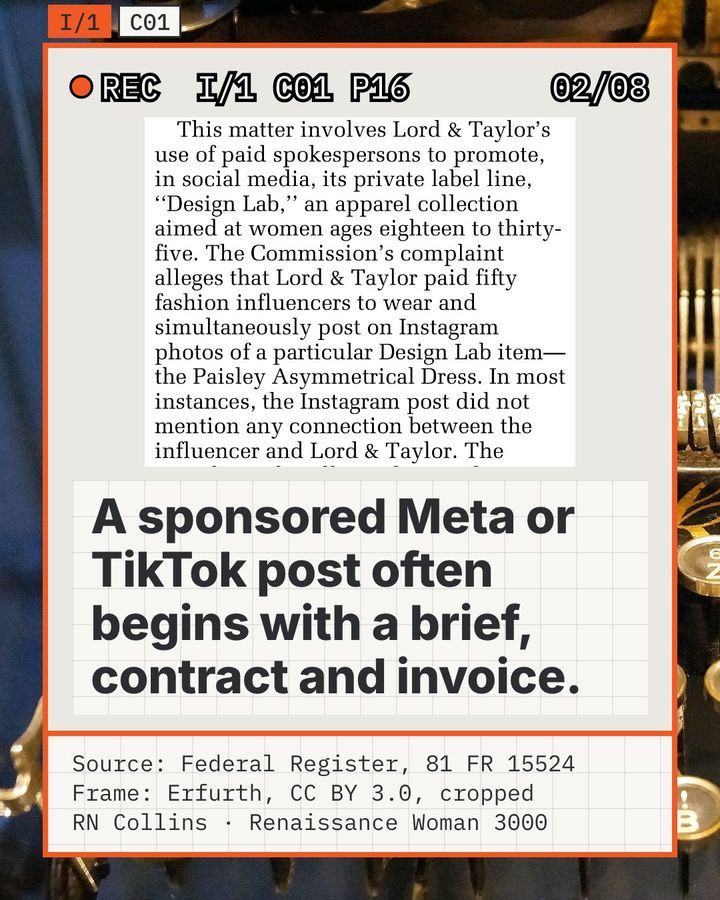 I/1 C01
REC I/1 C01 P16 02/08
This matter involves Lord & Taylor’s
use of paid spokespersons to promote,
in social media, its private label line,
‘‘Design Lab,’’ an apparel collection
aimed at women ages eighteen to thirty-
five. The Commission’s complaint
alleges that Lord & Taylor paid fifty
fashion influencers to wear and
simultaneously post on Instagram
photos of a particular Design Lab item—
the Paisley Asymmetrical Dress. In most
instances, the Instagram post did not
mention any connection between the
influencer and Lord & Taylor. The
A sponsored Meta or
TikTok post often
begins with a brief,
contract and invoice.
Source: Federal Register, 81 FR 15524
Frame: Erfurth, CC BY 3.0, cropped
RN Collins · Renaissance Woman 3000